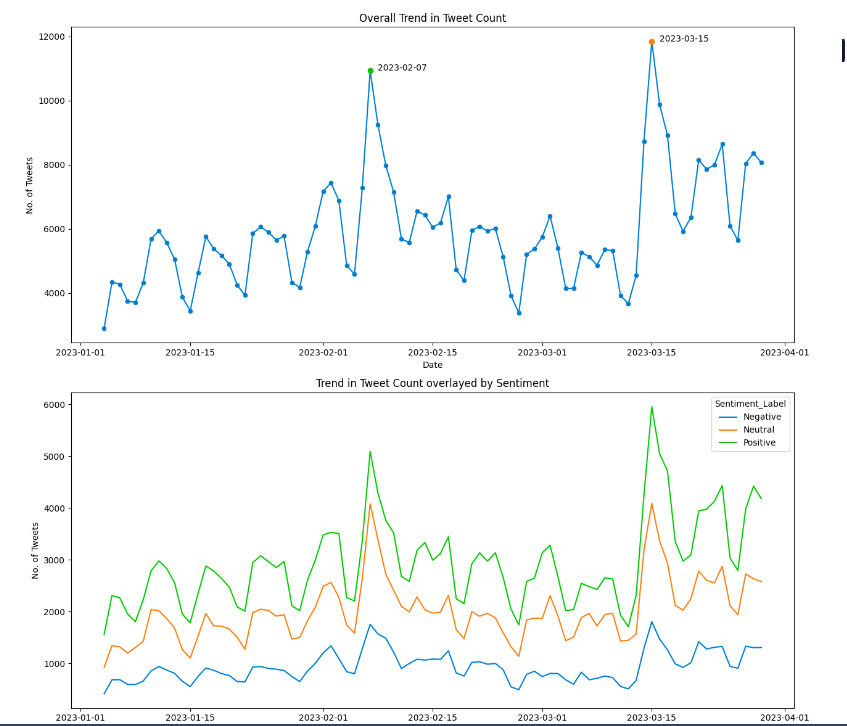 Overall Trend in Tweet Count
12000
10000
8000
6000
4000
No. of Tweets
2023-02-07
2023-03-15
2023-01-01 2023-01-15 2023-02-01 2023-02-15 2023-03-01 2023-03-15 2023-04-01
Date
Trend in Tweet Count overlayed by Sentiment
6000
5000
4000
3000
2000
1000
No. of Tweets
Sentiment_Label
Negative
Neutral
Positive
2023-01-01 2023-01-15 2023-02-01 2023-02-15 2023-03-01 2023-03-15 2023-04-01